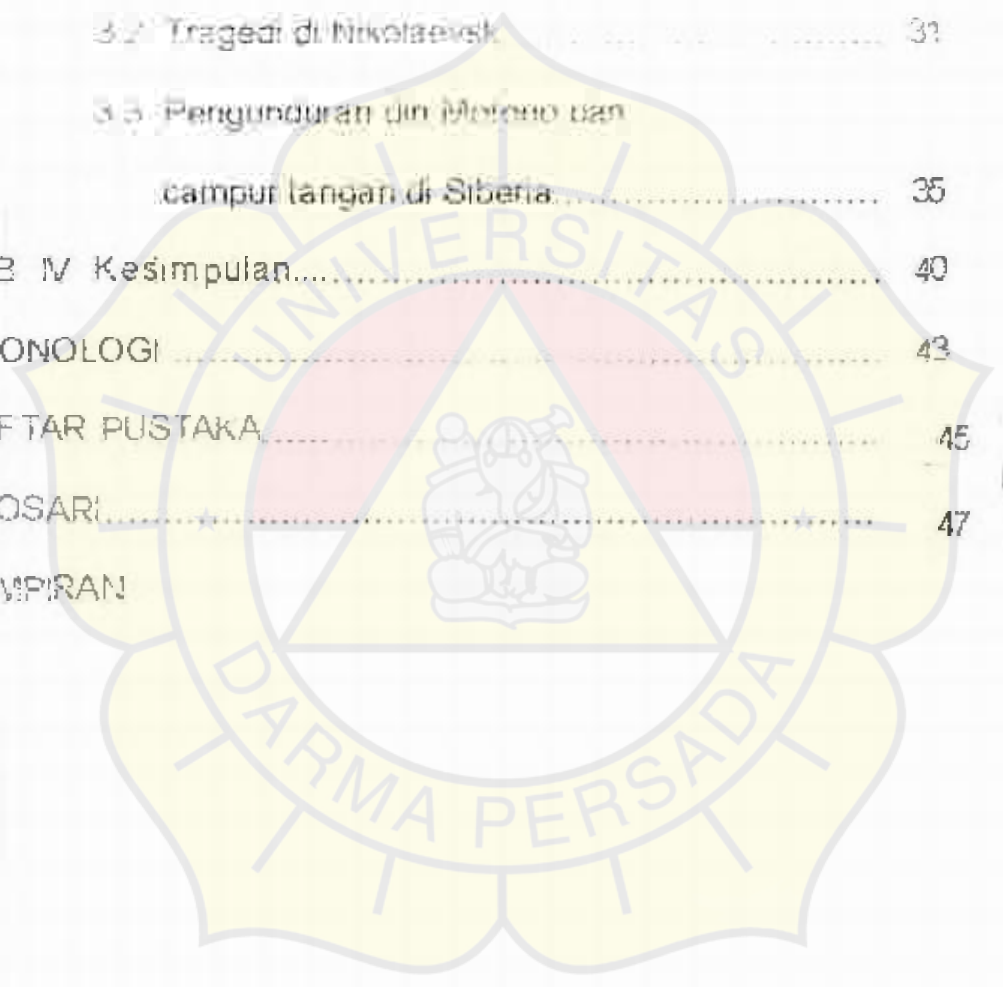 3.2 Tragedi di Nikolaevsk ........ 31
3.3 Pengunduran diri Motono dan
campur tangan di Siberia ........ 35
B IV Kesimpulan.... ........ 40
ONOLOGI ........ 43
FTAR PUSTAKA ........ 45
OSARI ........ 47
MPIRAN
UNIVERSITAS
DARMA PERSADA